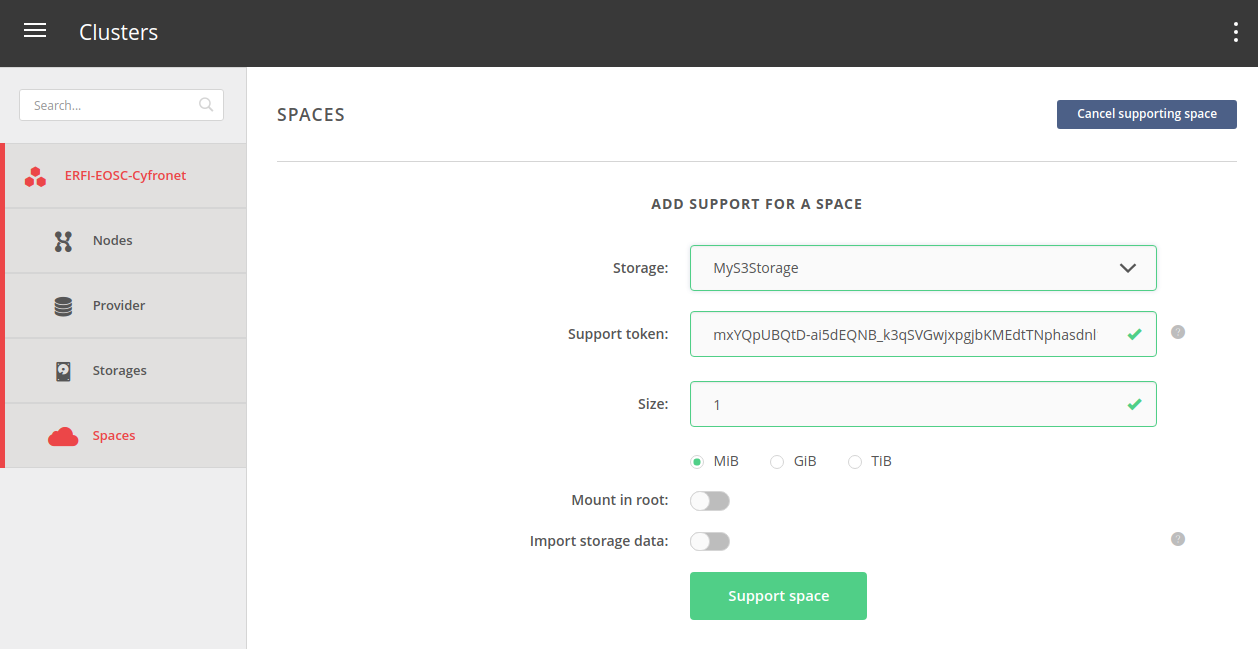 Clusters
Search...
SPACES
Cancel supporting space
ERFI-EOSC-Cyfronet
Nodes
Provider
Storages
Spaces
ADD SUPPORT FOR A SPACE
Storage: MyS3Storage
Support token: mxYQpUBQtD-ai5dEQNB_k3qSVGwjxpgjbKMEdtTNphasdnl
Size: 1
MiB GiB TiB
Mount in root:
Import storage data:
Support space